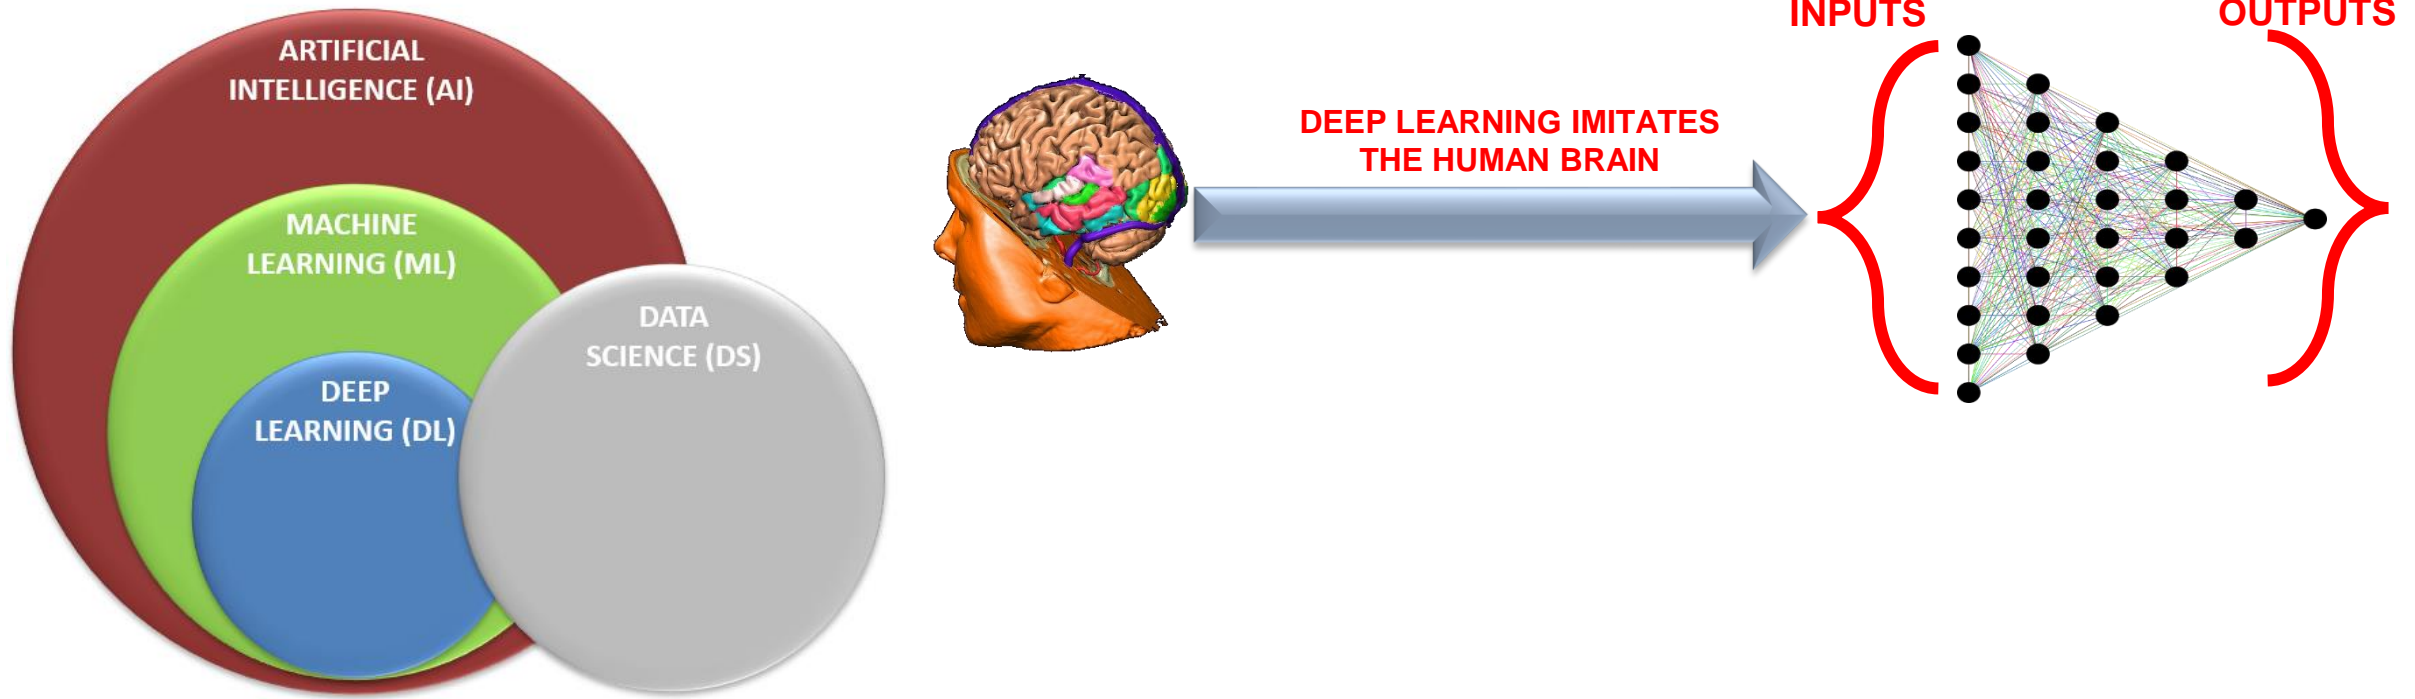 ARTIFICIAL
INTELLIGENCE (AI)
MACHINE
LEARNING (ML)
DEEP
LEARNING (DL)
DATA
SCIENCE (DS)
DEEP LEARNING IMITATES
THE HUMAN BRAIN
INPUTS
OUTPUTS